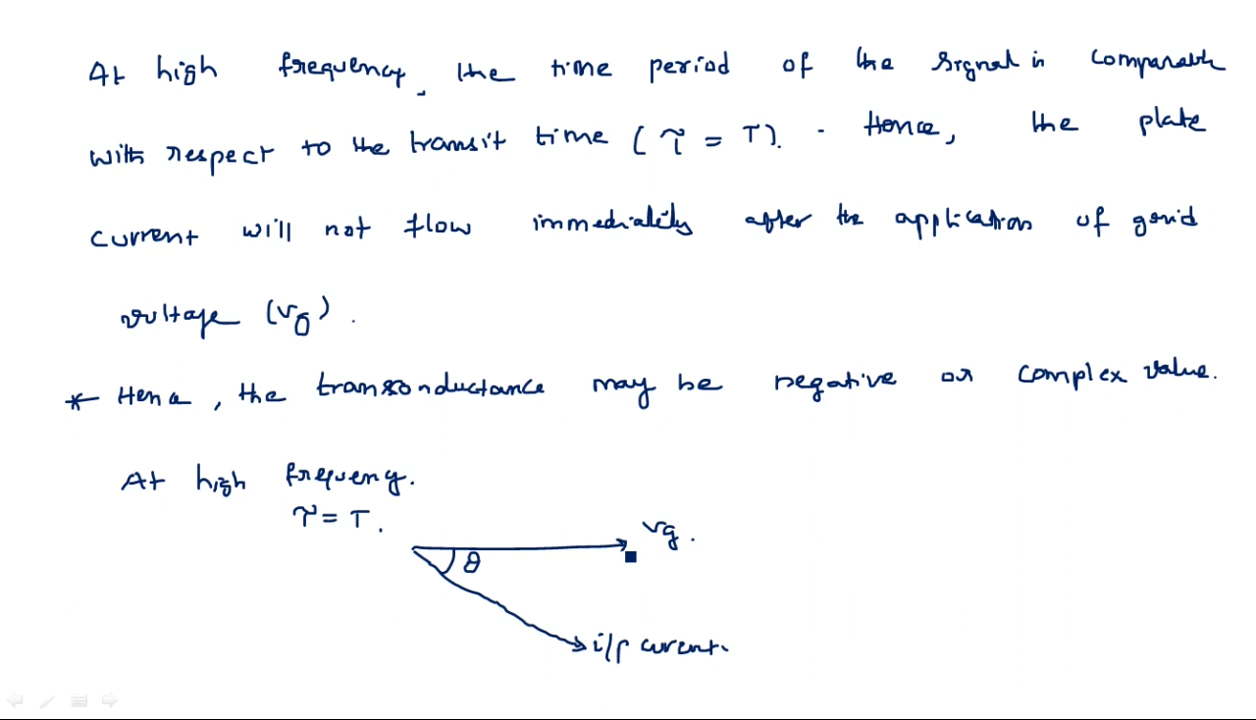 At high frequency, the time period of the signal is comparable
with respect to the transit time (τ = T). Hence, the plate
current will not flow immediately after the application of grid
voltage (vg).
* Hence, the transconductance may be negative or complex value.
At high frequency.
τ = T.
vg.
θ
i/p current.